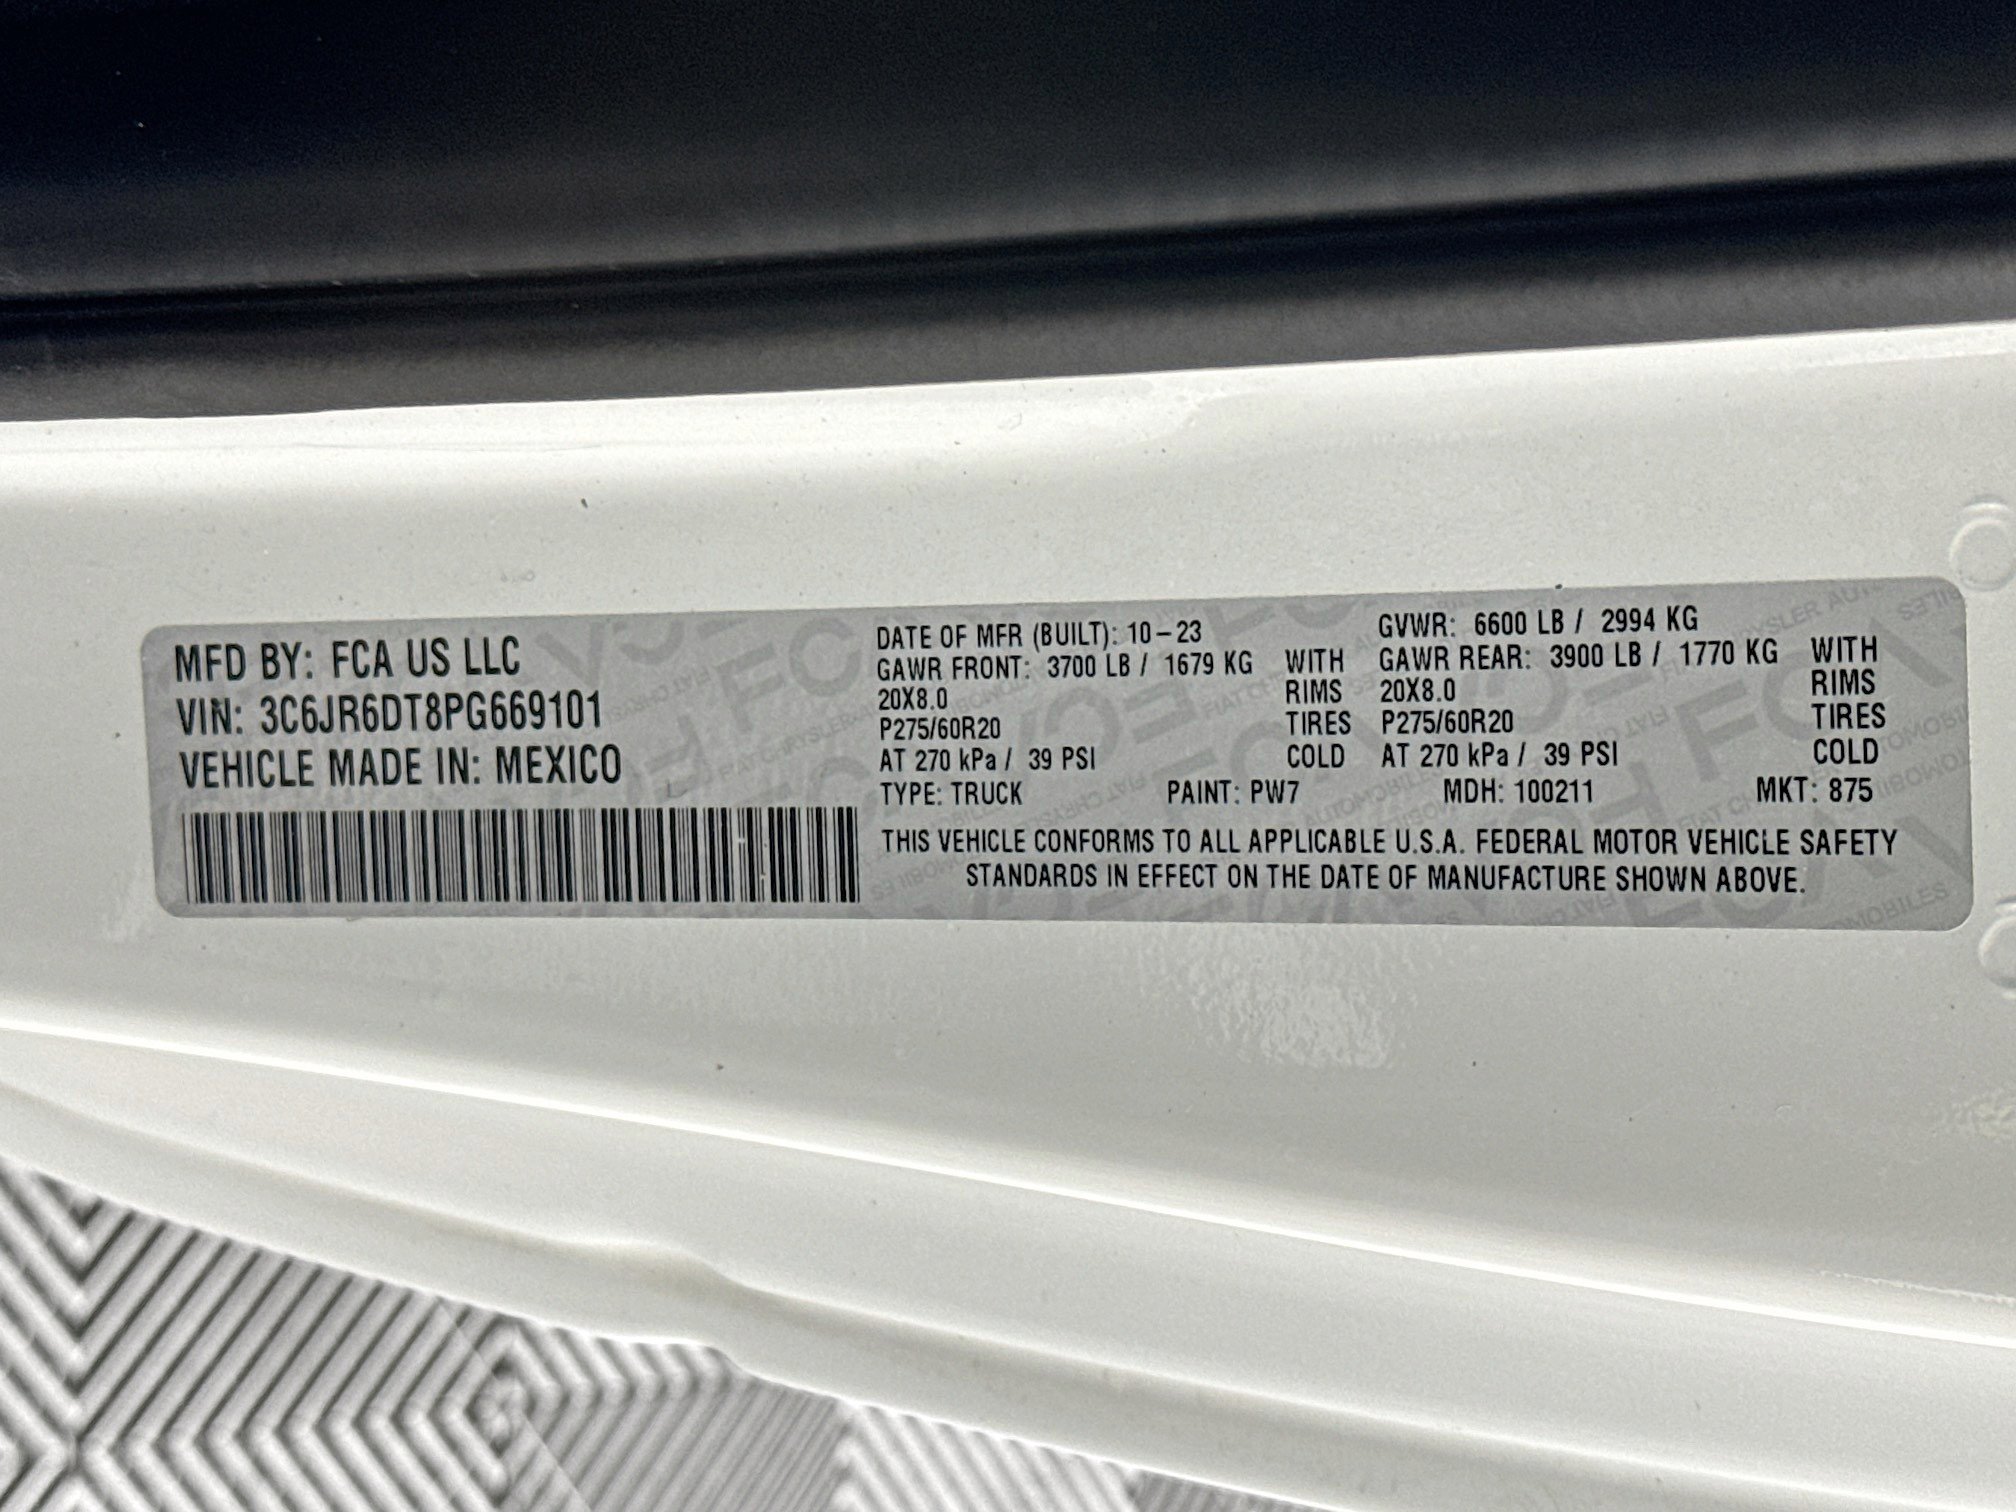 MFD BY: FCA US LLC
VIN: 3C6JR6DT8PG669101
VEHICLE MADE IN: MEXICO
DATE OF MFR (BUILT): 10-23 GVWR: 6600 LB / 2994 KG
GAWR FRONT: 3700 LB / 1679 KG WITH GAWR REAR: 3900 LB / 1770 KG WITH
20X8.0 RIMS 20X8.0 RIMS
P275/60R20 TIRES P275/60R20 TIRES
AT 270 kPa / 39 PSI COLD AT 270 kPa / 39 PSI COLD
TYPE: TRUCK PAINT: PW7 MDH: 100211 MKT: 875
THIS VEHICLE CONFORMS TO ALL APPLICABLE U.S.A. FEDERAL MOTOR VEHICLE SAFETY
STANDARDS IN EFFECT ON THE DATE OF MANUFACTURE SHOWN ABOVE.